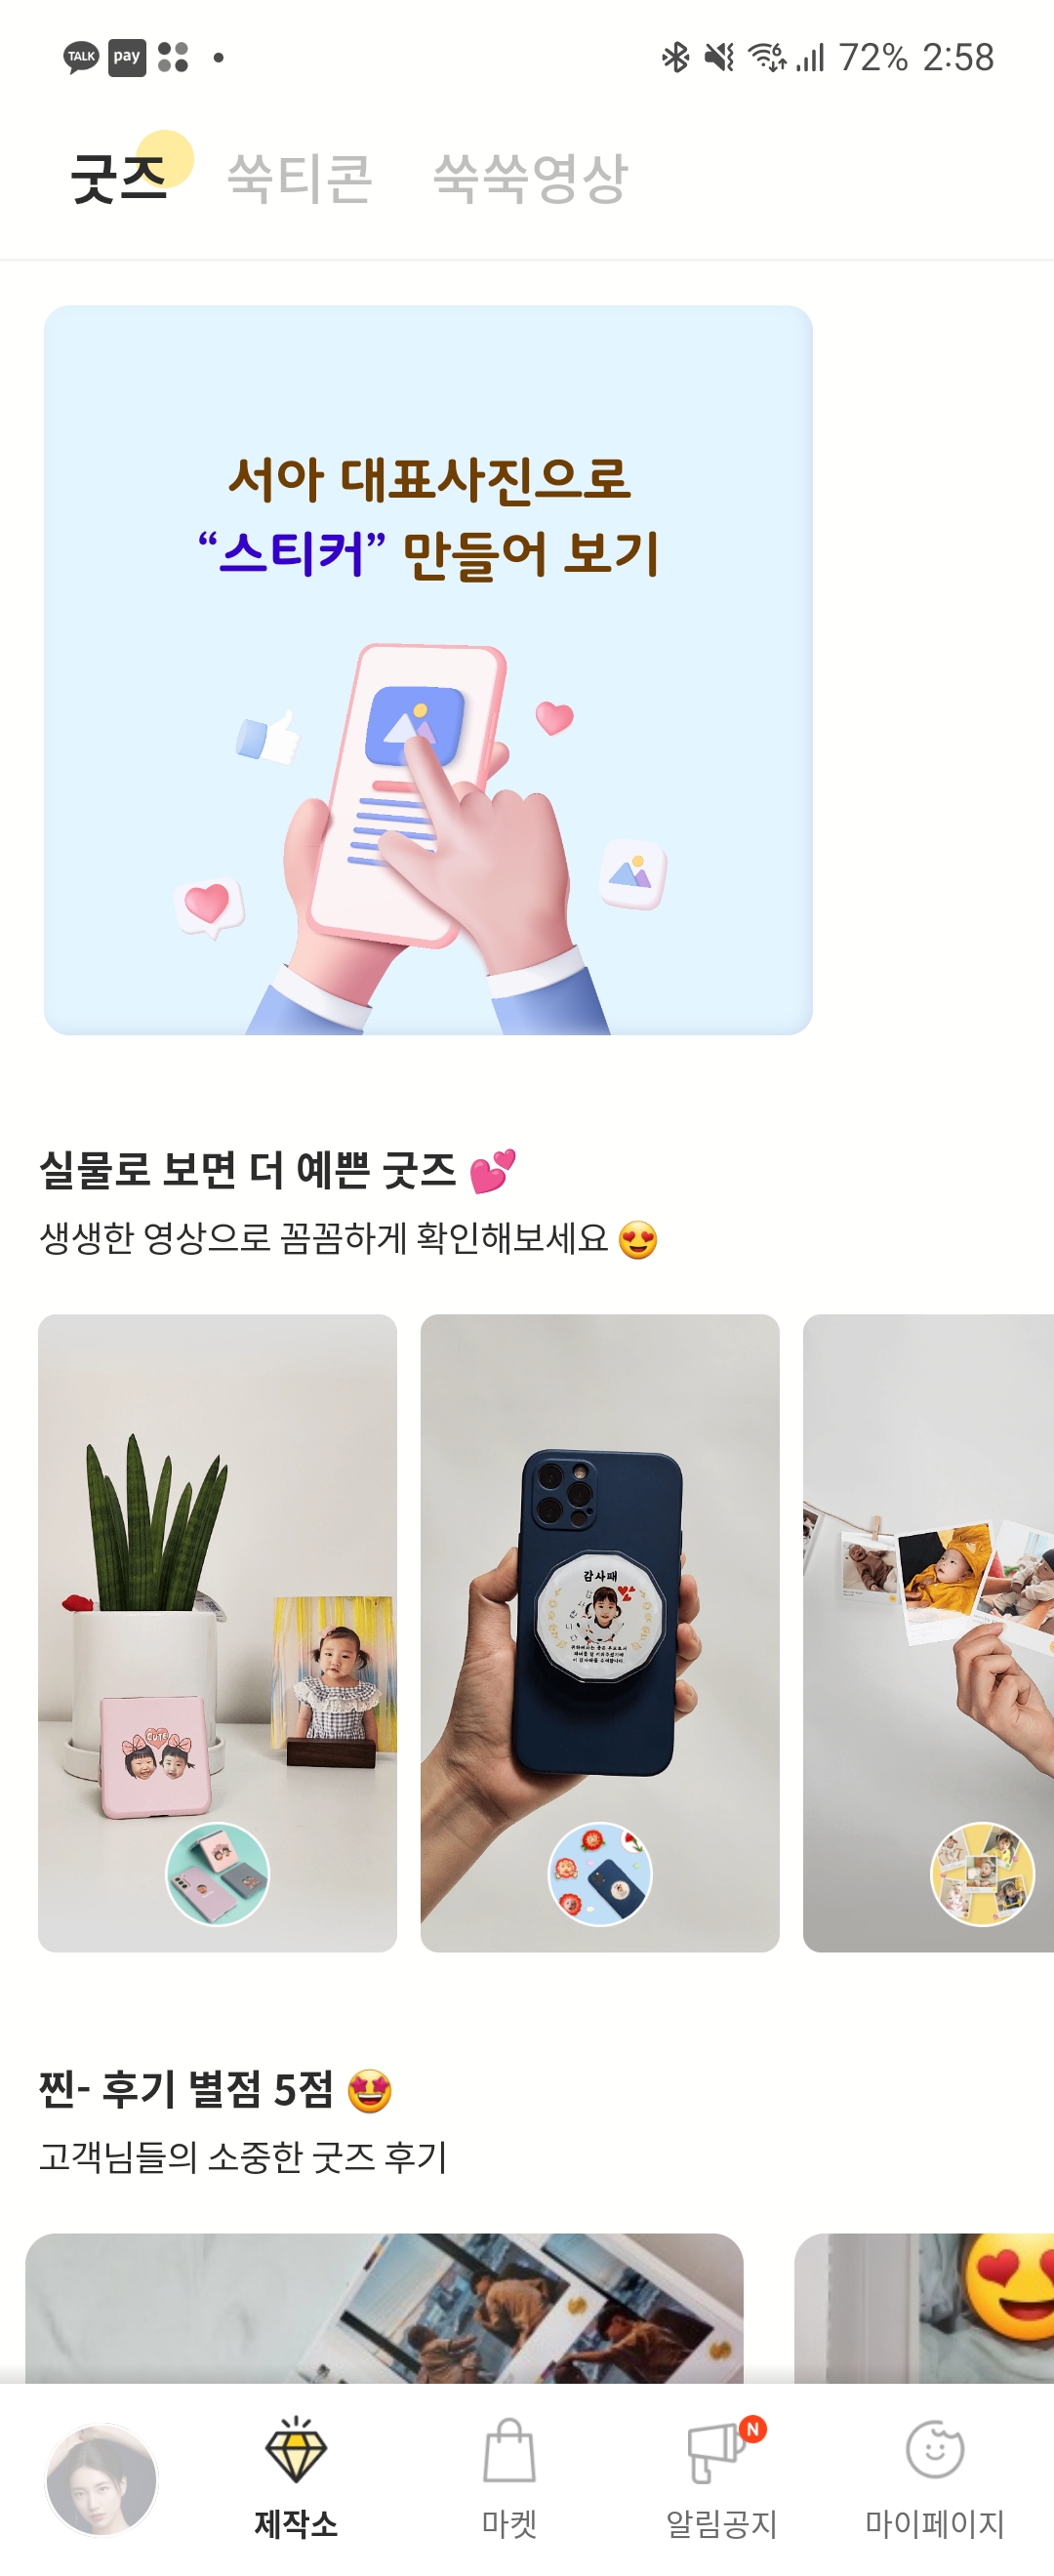 TALK pay 72% 2:58
굿즈 쑥티콘 쑥쑥영상
서아 대표사진으로
“스티커” 만들어 보기
실물로 보면 더 예쁜 굿즈 💕
생생한 영상으로 꼼꼼하게 확인해보세요 😍
CUTE
감사패
찐- 후기 별점 5점 🤩
고객님들의 소중한 굿즈 후기
N
제작소 마켓 알림공지 마이페이지